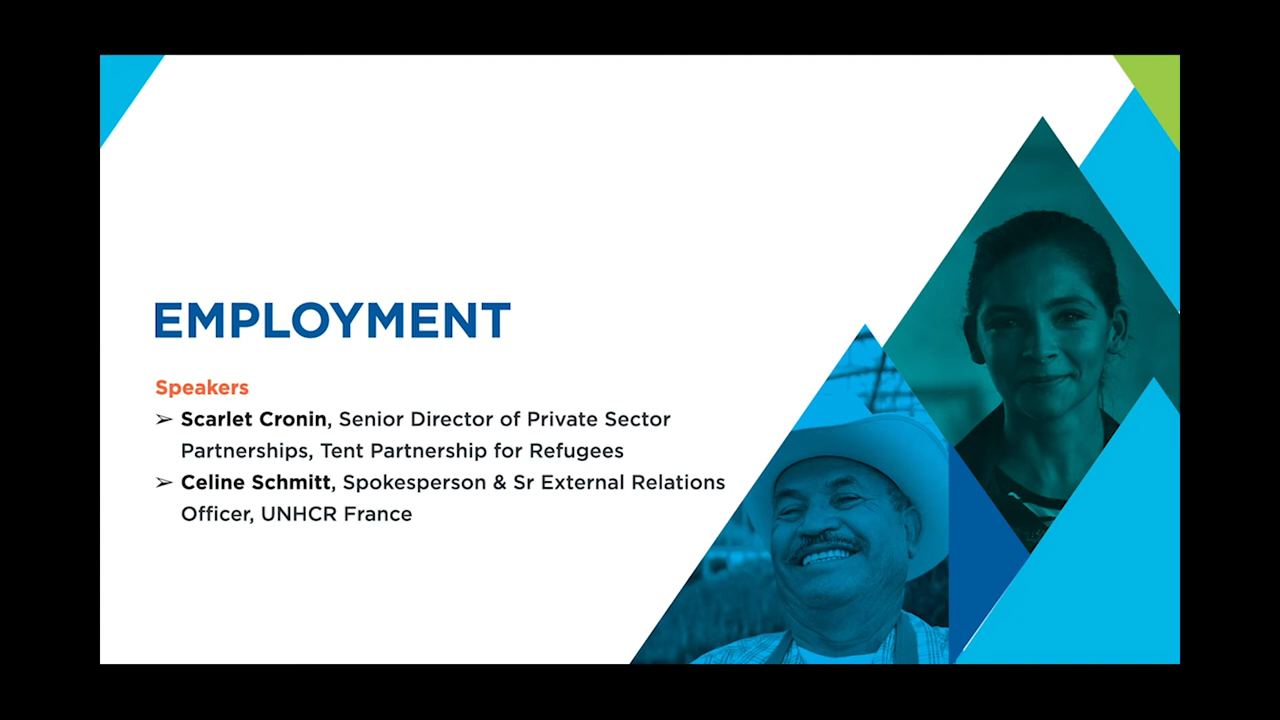 EMPLOYMENT
Speakers
➢ Scarlet Cronin, Senior Director of Private Sector
Partnerships, Tent Partnership for Refugees
➢ Celine Schmitt, Spokesperson & Sr External Relations
Officer, UNHCR France